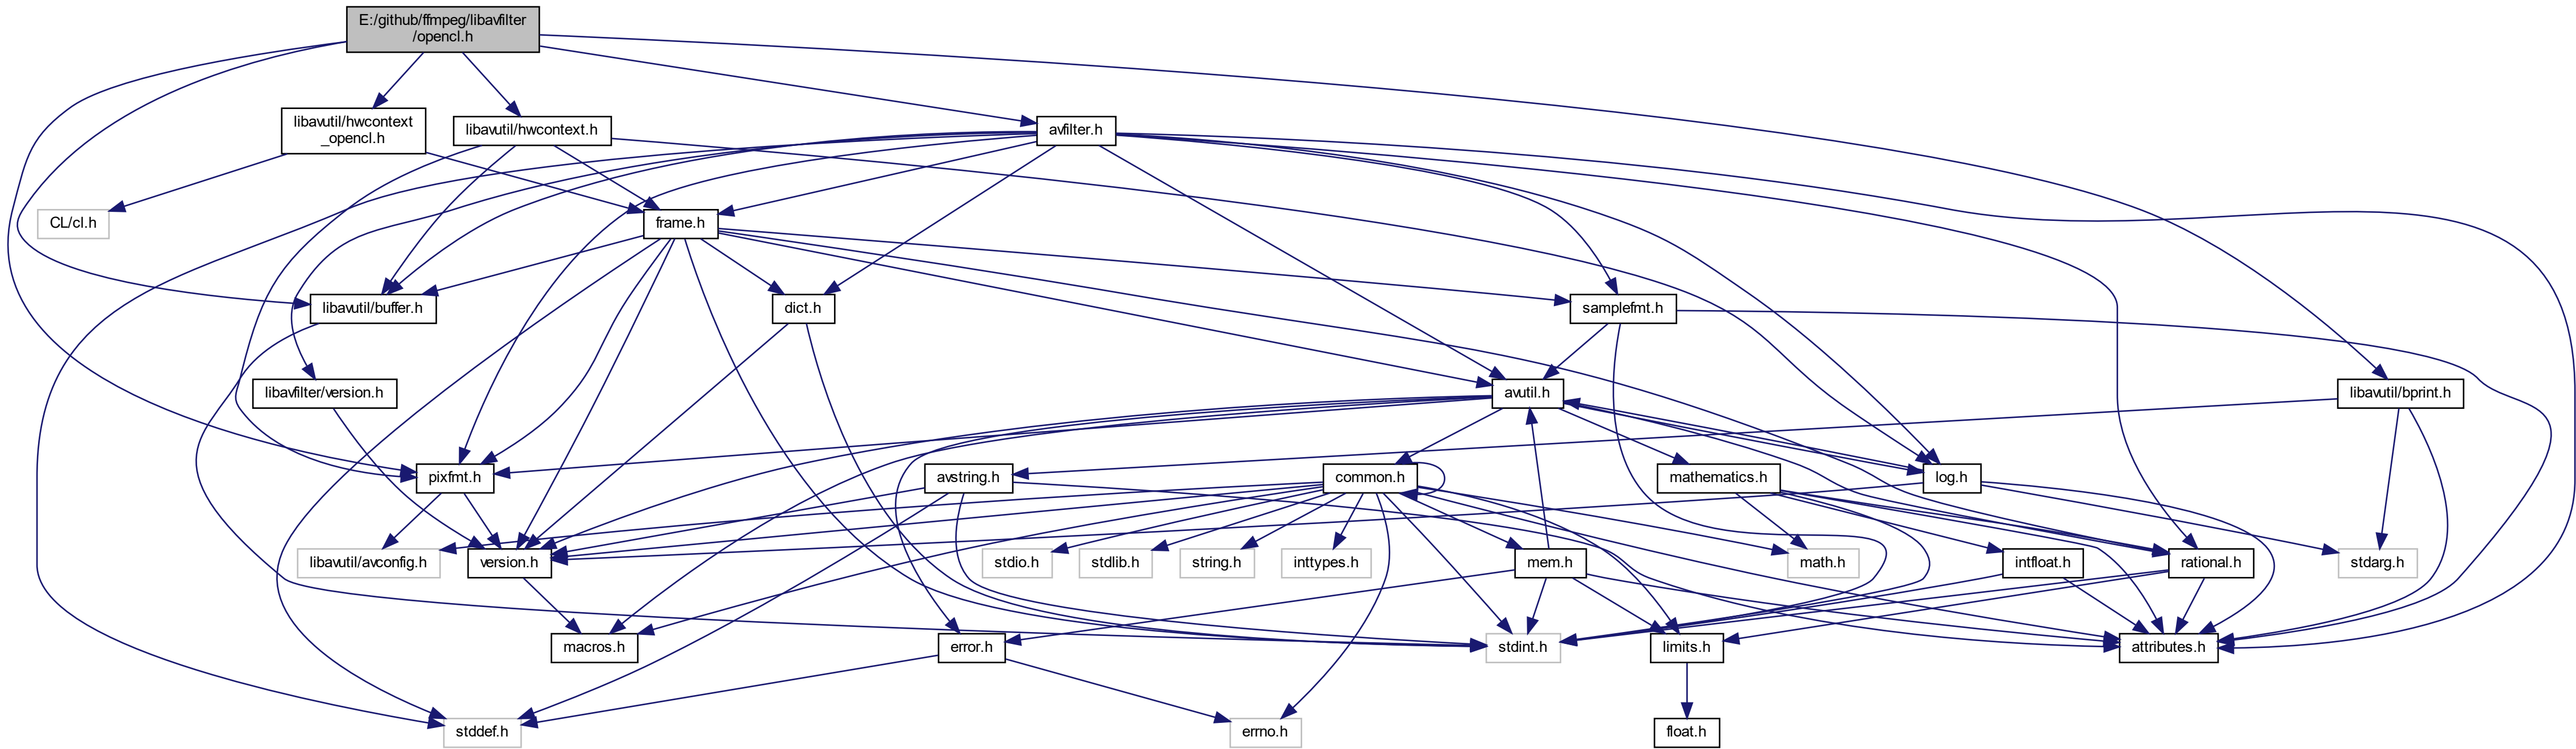 E:/github/ffmpeg/libavfilter
/opencl.h
libavutil/hwcontext
_opencl.h
libavutil/hwcontext.h
avfilter.h
CL/cl.h
frame.h
libavutil/buffer.h
dict.h
samplefmt.h
libavfilter/version.h
avutil.h
libavutil/bprint.h
pixfmt.h
avstring.h
common.h
mathematics.h
log.h
libavutil/avconfig.h
version.h
stdio.h
stdlib.h
string.h
inttypes.h
mem.h
math.h
intfloat.h
rational.h
stdarg.h
macros.h
error.h
stdint.h
limits.h
attributes.h
stddef.h
errno.h
float.h